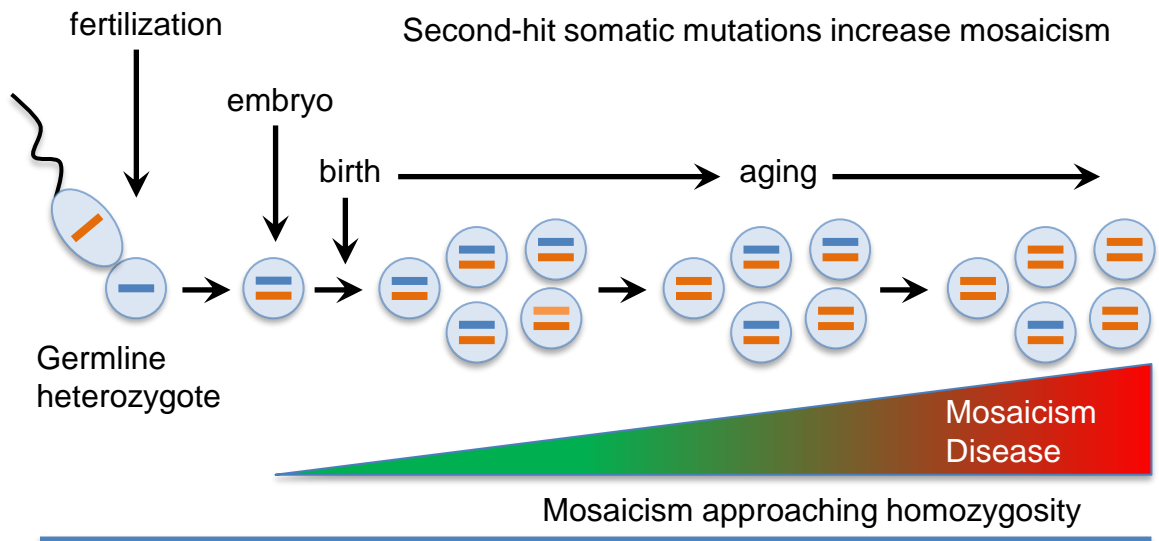 fertilization
Second-hit somatic mutations increase mosaicism
embryo
birth
aging
Germline
heterozygote
Mosaicism
Disease
Mosaicism approaching homozygosity